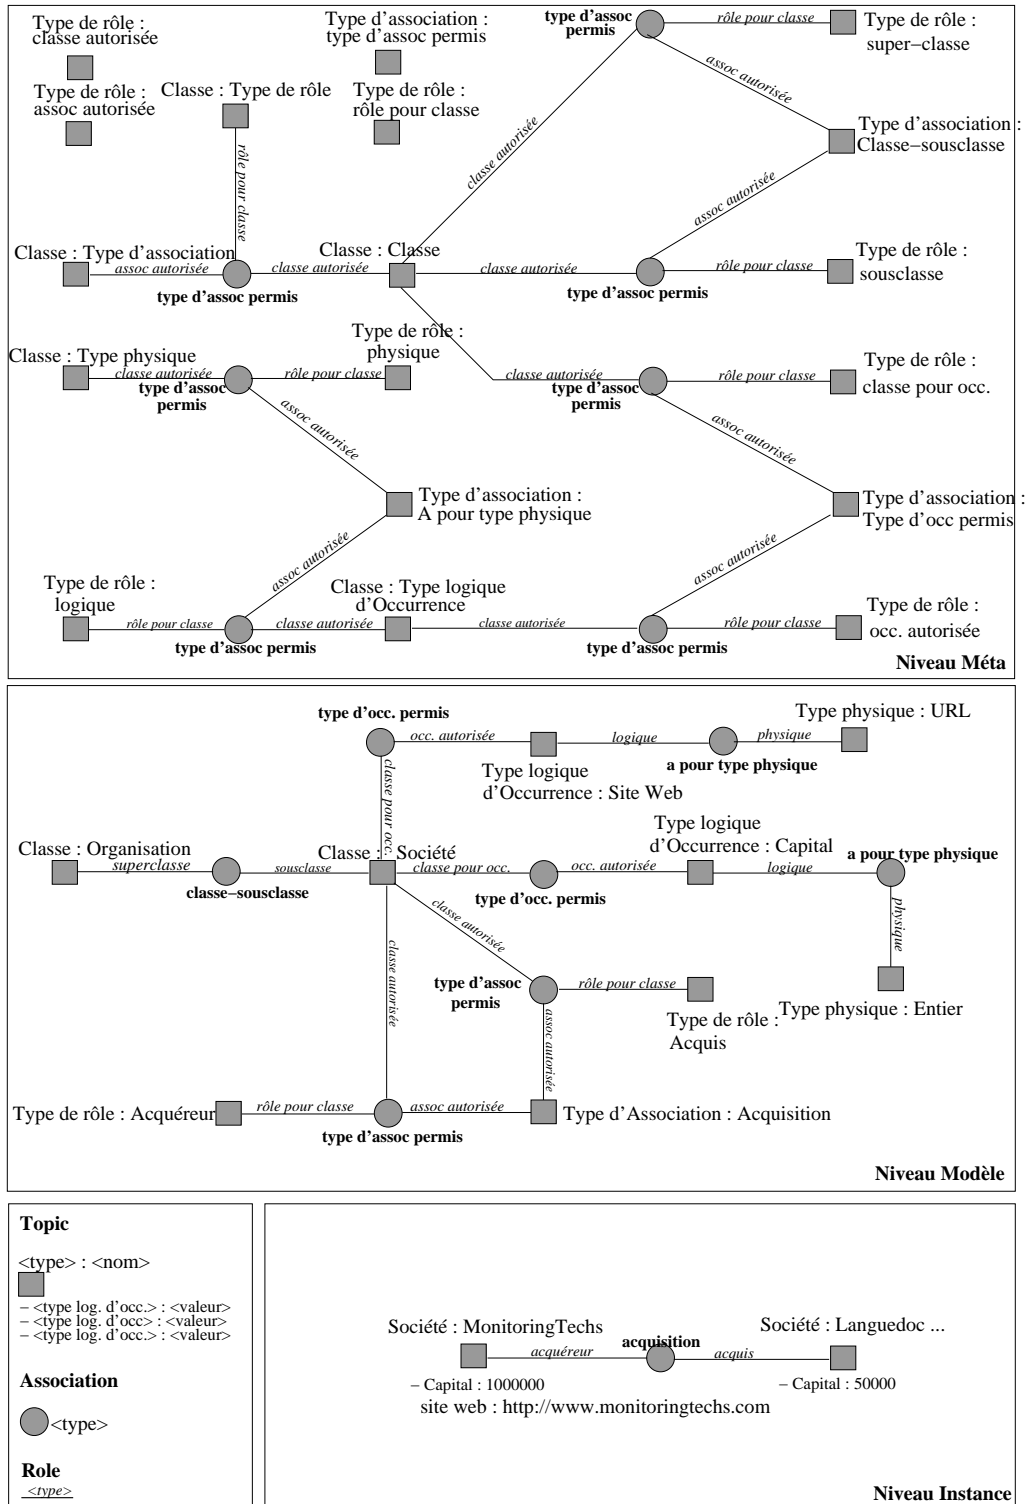 Type de rôle :
classe autorisée
Type d'association :
type d'assoc permis
type d'assoc
permis
rôle pour classe
Type de rôle :
super−classe
Type de rôle :
assoc autorisée
Classe : Type de rôle
Type de rôle :
rôle pour classe
assoc autorisée
Type d'association :
Classe−sousclasse
rôle pour classe
classe autorisée
assoc autorisée
Classe : Type d'association
assoc autorisée
type d'assoc permis
classe autorisée
Classe : Classe
classe autorisée
type d'assoc permis
rôle pour classe
Type de rôle :
sousclasse
Classe : Type physique
classe autorisée
type d'assoc
permis
rôle pour classe
Type de rôle :
physique
classe autorisée
type d'assoc
permis
rôle pour classe
Type de rôle :
classe pour occ.
assoc autorisée
assoc autorisée
Type d'association :
A pour type physique
Type d'association :
Type d'occ permis
assoc autorisée
assoc autorisée
Type de rôle :
logique
rôle pour classe
type d'assoc permis
classe autorisée
Classe : Type logique
d'Occurrence
classe autorisée
type d'assoc permis
rôle pour classe
Type de rôle :
occ. autorisée
Niveau Méta
type d'occ. permis
occ. autorisée
Type logique
d'Occurrence : Site Web
logique
a pour type physique
physique
Type physique : URL
classe pour occ.
Classe : Organisation
superclasse
classe−sousclasse
sousclasse
Classe : Société
classe pour occ.
type d'occ. permis
occ. autorisée
Type logique
d'Occurrence : Capital
logique
a pour type physique
physique
Type physique : Entier
classe autorisée
classe autorisée
type d'assoc
permis
rôle pour classe
Type de rôle :
Acquis
assoc autorisée
Type de rôle : Acquéreur
rôle pour classe
type d'assoc permis
assoc autorisée
Type d'Association : Acquisition
Niveau Modèle
Topic
<type> : <nom>
− <type log. d'occ.> : <valeur>
− <type log. d'occ> : <valeur>
− <type log. d'occ.> : <valeur>
Association
<type>
Role
<type>
Société : MonitoringTechs
acquéreur
acquisition
acquis
Société : Languedoc ...
− Capital : 1000000
site web : http://www.monitoringtechs.com
− Capital : 50000
Niveau Instance